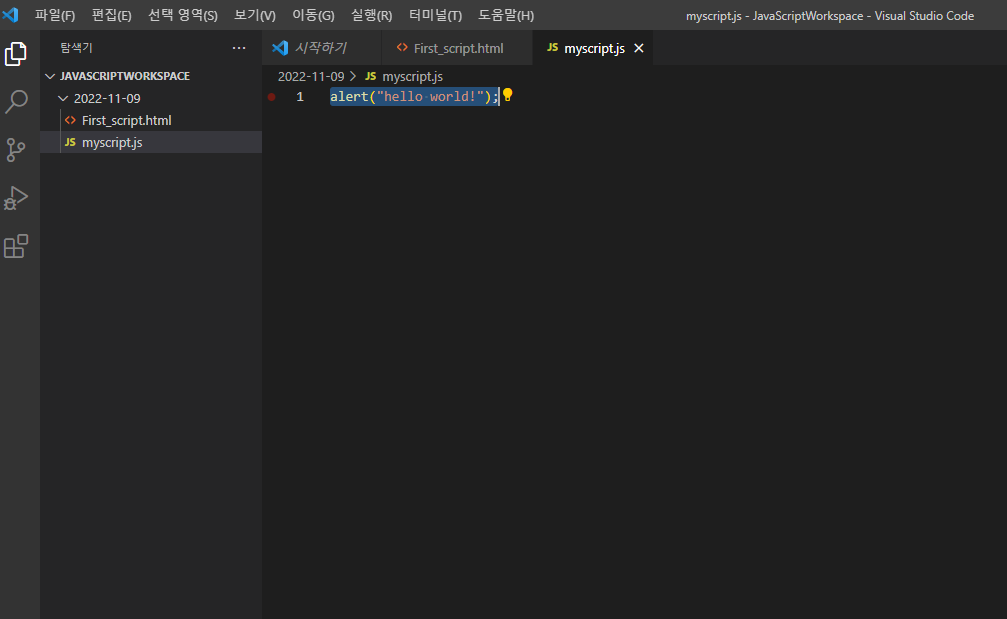 파일(F) 편집(E) 선택 영역(S) 보기(V) 이동(G) 실행(R) 터미널(T) 도움말(H) myscript.js - JavaScriptWorkspace - Visual Studio Code
탐색기 ···
시작하기 <> First_script.html JS myscript.js ×
JAVASCRIPTWORKSPACE
2022-11-09
<> First_script.html
JS myscript.js
2022-11-09 > JS myscript.js
1 alert("hello world!");